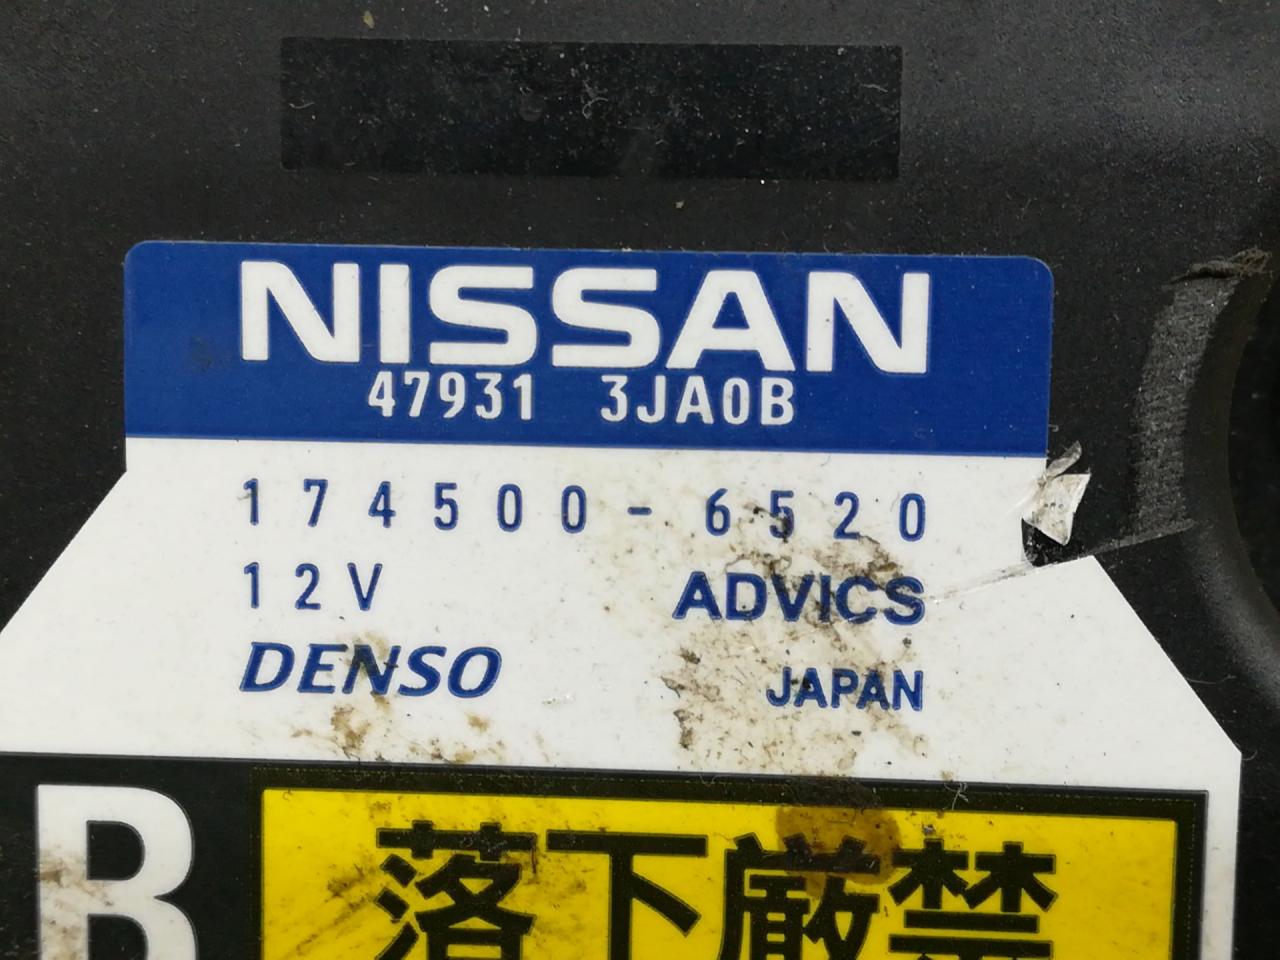 NISSAN
47931 3JA0B
174500-6520
12V ADVICS
DENSO JAPAN
B 落下厳禁